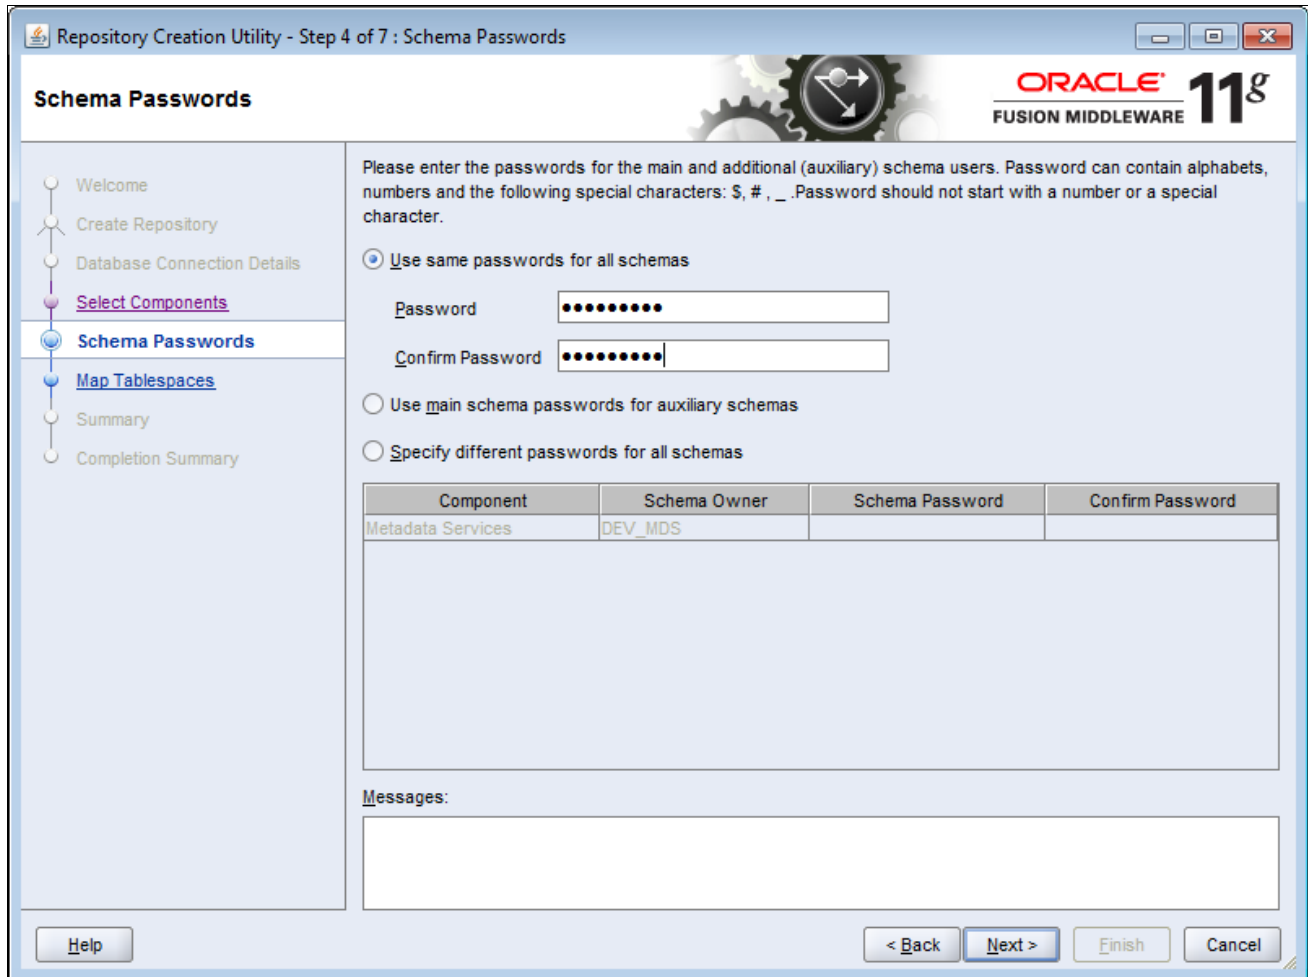 Repository Creation Utility - Step 4 of 7 : Schema Passwords
Schema Passwords
ORACLE®
FUSION MIDDLEWARE 11g
Welcome
Create Repository
Database Connection Details
Select Components
Schema Passwords
Map Tablespaces
Summary
Completion Summary
Please enter the passwords for the main and additional (auxiliary) schema users. Password can contain alphabets,
numbers and the following special characters: $, # , _ .Password should not start with a number or a special
character.
Use same passwords for all schemas
Password •••••••••
Confirm Password •••••••••
Use main schema passwords for auxiliary schemas
Specify different passwords for all schemas
Component Schema Owner Schema Password Confirm Password
Metadata Services DEV_MDS
Messages:
Help < Back Next > Finish Cancel